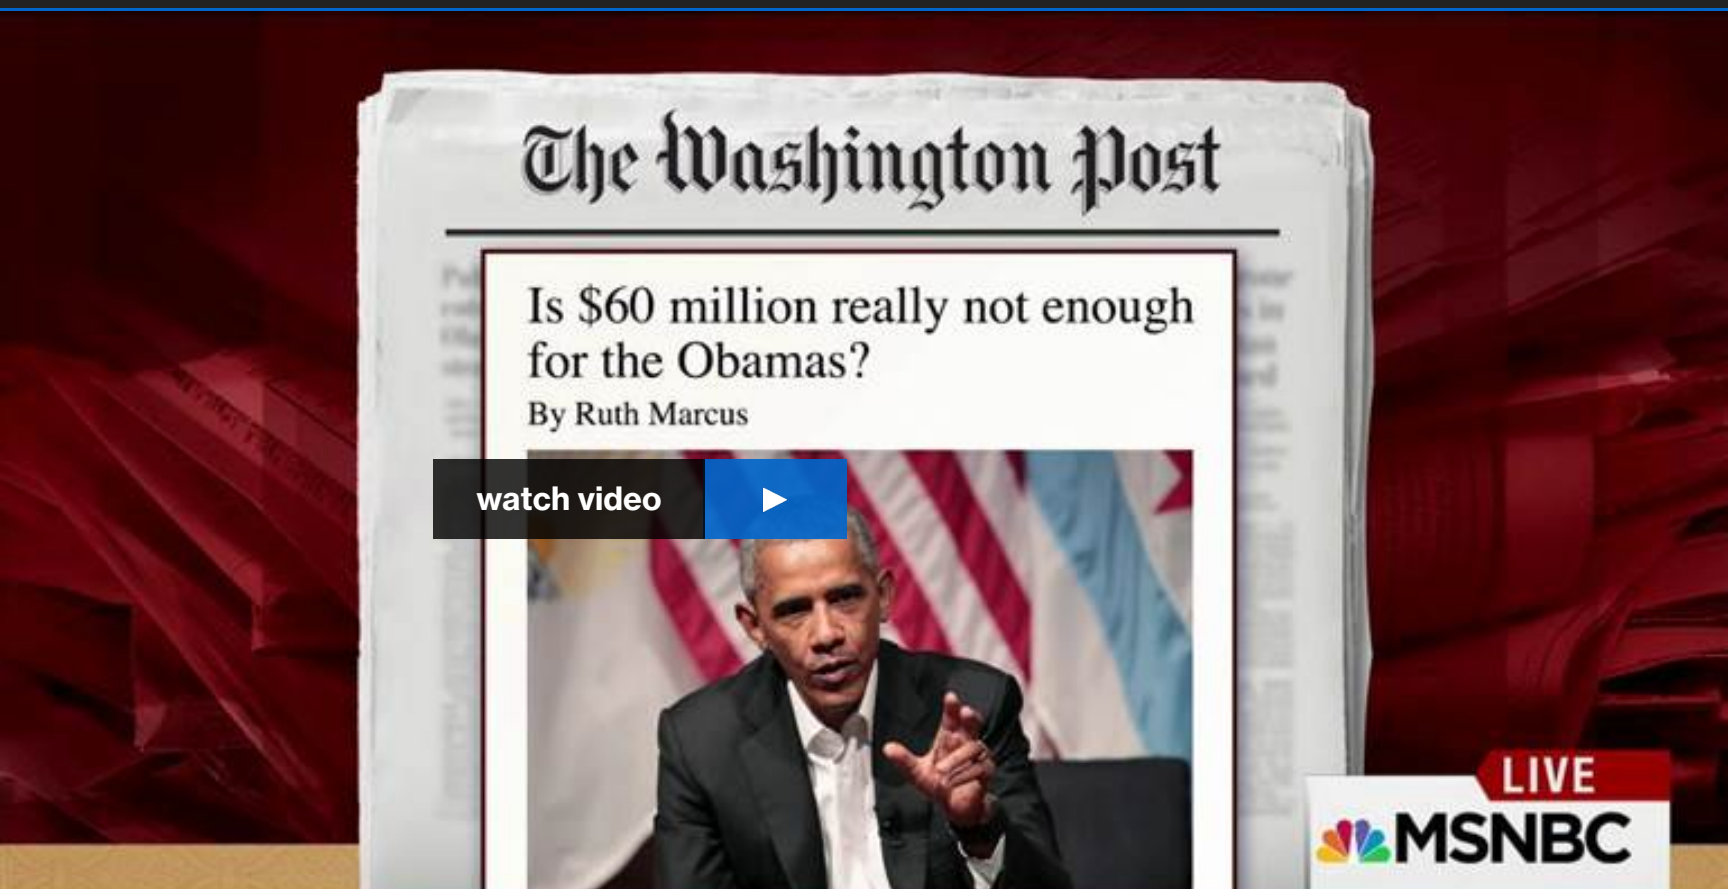 The Washington Post
Is $60 million really not enough
for the Obamas?
By Ruth Marcus
watch video
LIVE
MSNBC